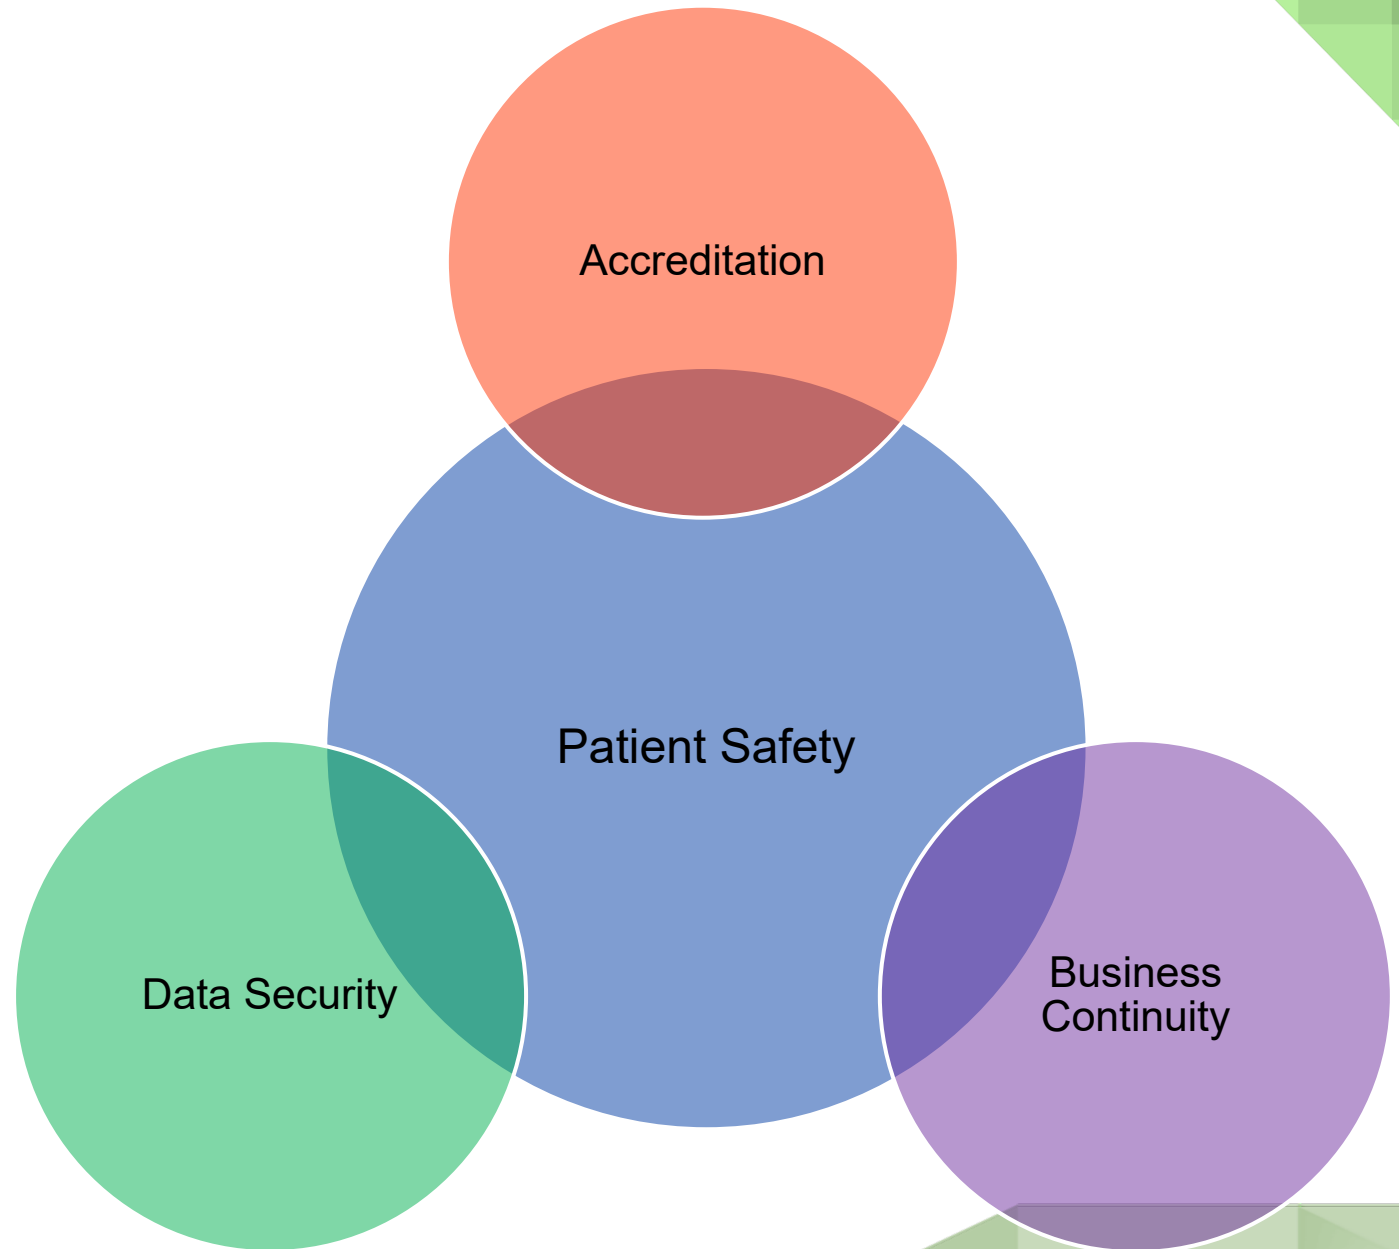 Accreditation
Patient Safety
Data Security
Business
Continuity